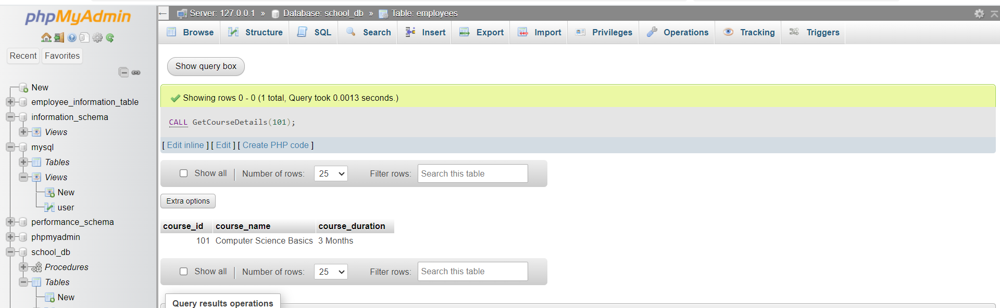 phpMyAdmin
Recent Favorites
New
employee_information_table
information_schema
Views
mysql
Tables
Views
New
user
performance_schema
phpmyadmin
school_db
Procedures
Tables
New
Server: 127.0.0.1 » Database: school_db » Table: employees
Browse Structure SQL Search Insert Export Import Privileges Operations Tracking Triggers
Show query box
Showing rows 0 - 0 (1 total, Query took 0.0013 seconds.)
CALL GetCourseDetails(101);
[ Edit inline ] [ Edit ] [ Create PHP code ]
Show all | Number of rows: 25 Filter rows: Search this table
Extra options
course_id course_name course_duration
101 Computer Science Basics 3 Months
Show all | Number of rows: 25 Filter rows: Search this table
Query results operations